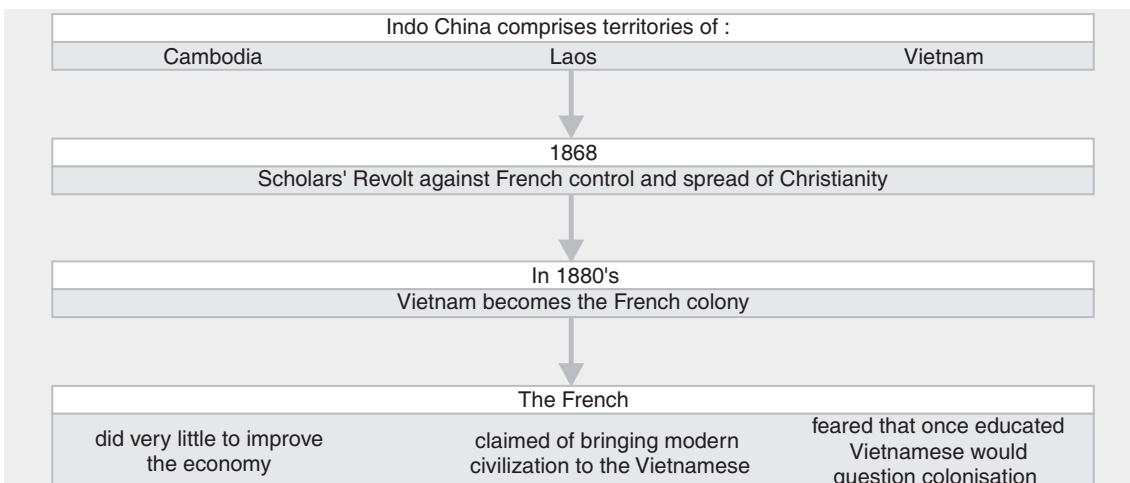 Indo China comprises territories of :
Cambodia Laos Vietnam
1868
Scholars' Revolt against French control and spread of Christianity
In 1880's
Vietnam becomes the French colony
The French
did very little to improve
the economy
claimed of bringing modern
civilization to the Vietnamese
feared that once educated
Vietnamese would
question colonisation